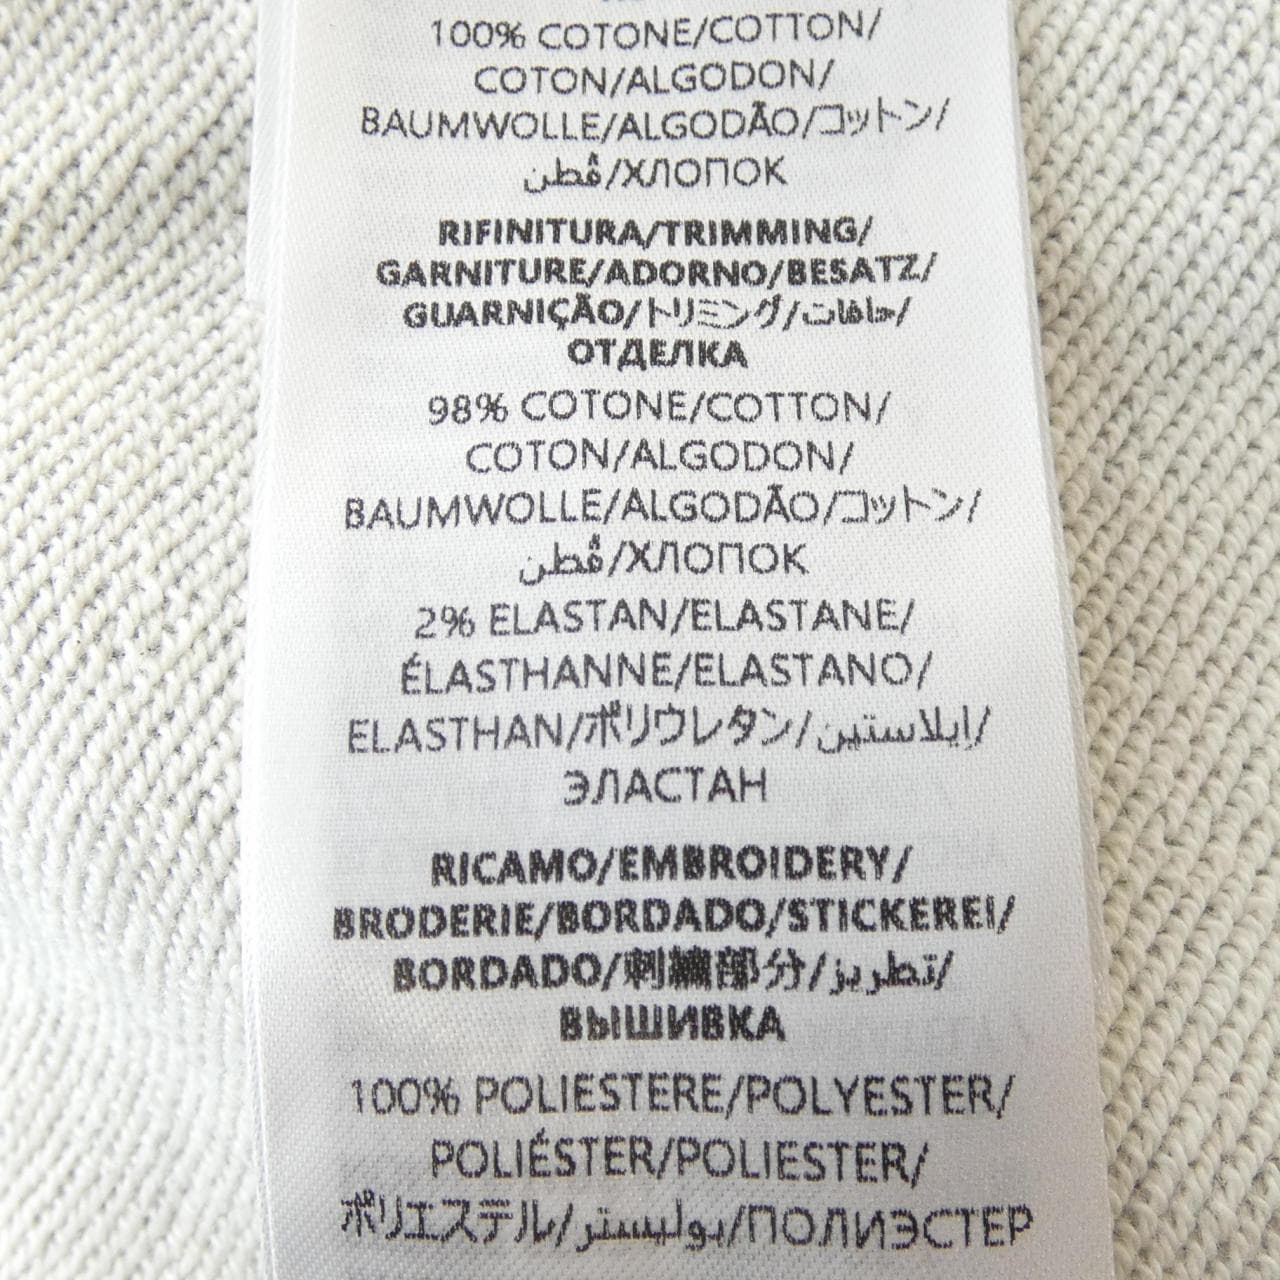 100% COTONE/COTTON/
COTON/ALGODON/
BAUMWOLLE/ALGODÃO/コットン/
قُطن/ХЛОПОК
RIFINITURA/TRIMMING/
GARNITURE/ADORNO/BESATZ/
GUARNIÇÃO/トリミング/حافات/
ОТДЕЛКА
98% COTONE/COTTON/
COTON/ALGODON/
BAUMWOLLE/ALGODÃO/コットン/
قُطن/ХЛОПОК
2% ELASTAN/ELASTANE/
ÉLASTHANNE/ELASTANO/
ELASTHAN/ポリウレタン/إيلاستين/
ЭЛАСТАН
RICAMO/EMBROIDERY/
BRODERIE/BORDADO/STICKEREI/
BORDADO/刺繍部分/تطريز/
ВЫШИВКА
100% POLIESTERE/POLYESTER/
POLIÉSTER/POLIESTER/
ポリエステル/بوليستر/ПОЛИЭСТЕР